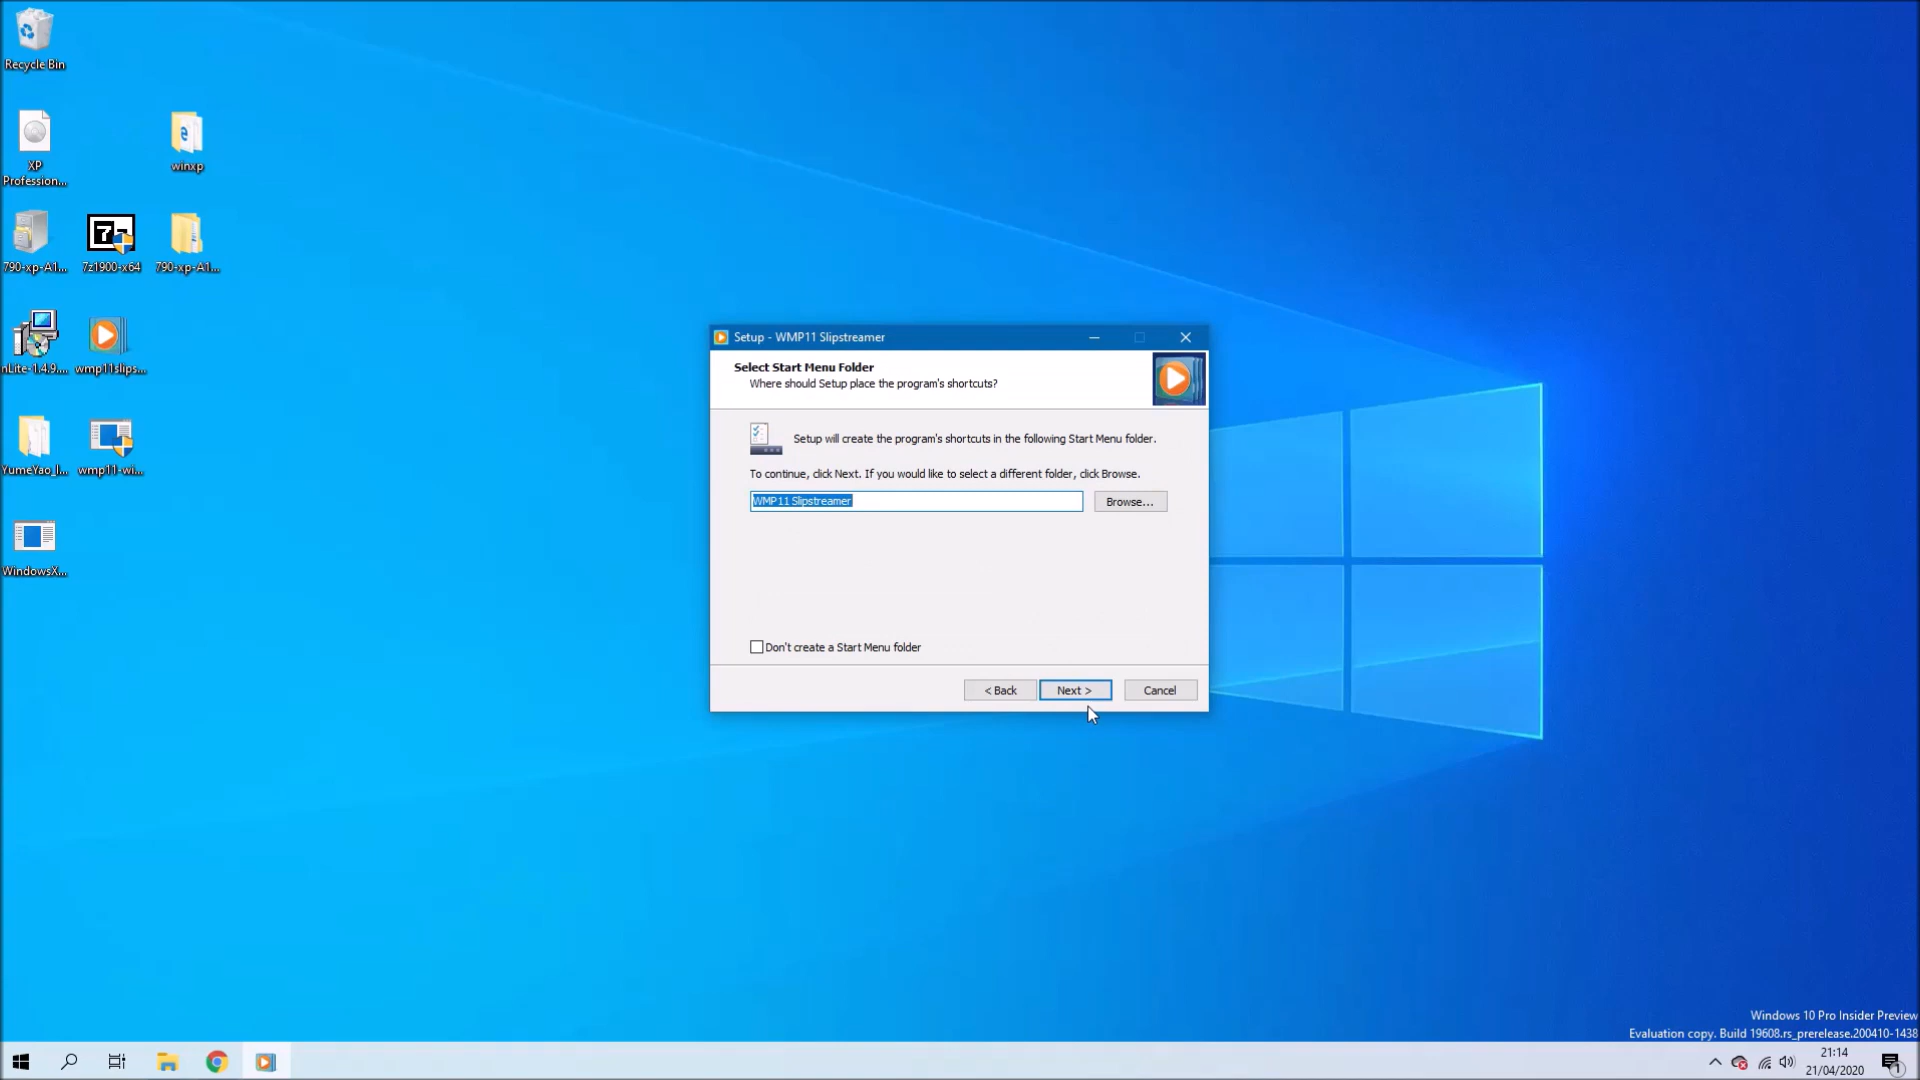 Recycle Bin
XP
Profession...
winxp
790-xp-A1...
7z1900-x64
790-xp-A1...
nLite-1.4.9....
wmp11slips...
YumeYao_I...
wmp11-wi...
WindowsX...
Setup - WMP11 Slipstreamer
Select Start Menu Folder
Where should Setup place the program's shortcuts?
Setup will create the program's shortcuts in the following Start Menu folder.
To continue, click Next. If you would like to select a different folder, click Browse.
WMP11 Slipstreamer
Browse...
Don't create a Start Menu folder
< Back
Next >
Cancel
Windows 10 Pro Insider Preview
Evaluation copy. Build 19608.rs_prerelease.200410-1438
21:14
21/04/2020
1